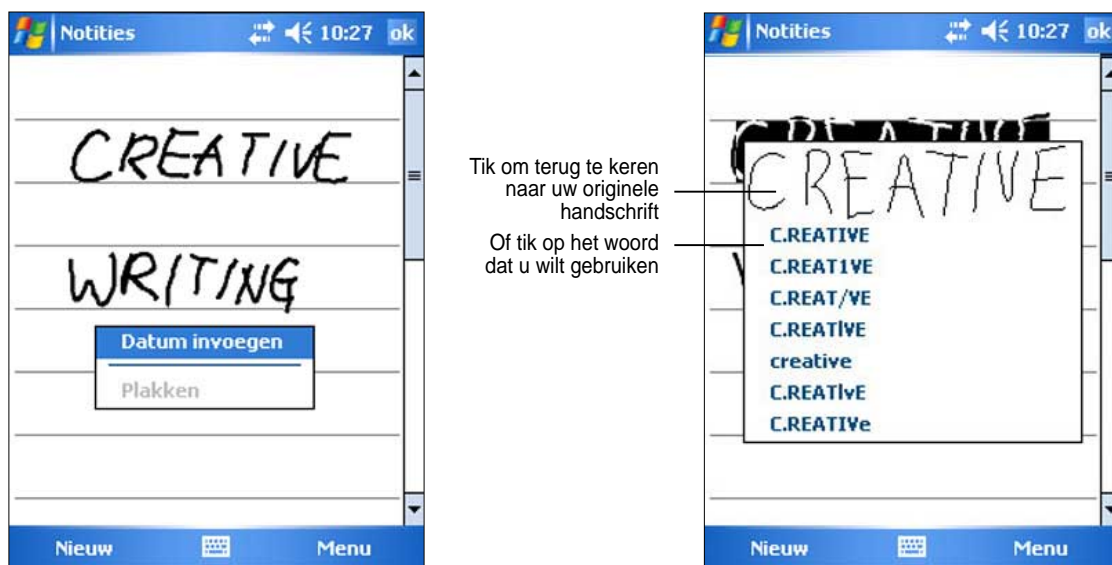 Notities 10:27 ok
CREATIVE
WRITING
Datum invoegen
Plakken
Nieuw Menu
Tik om terug te keren
naar uw originele
handschrift
Of tik op het woord
dat u wilt gebruiken
Notities 10:27 ok
CREATIVE
CREATIVE
C.REATIVE
C.REAT1VE
C.REAT/VE
C.REATlVE
creative
C.REATlvE
C.REATIVe
Nieuw Menu